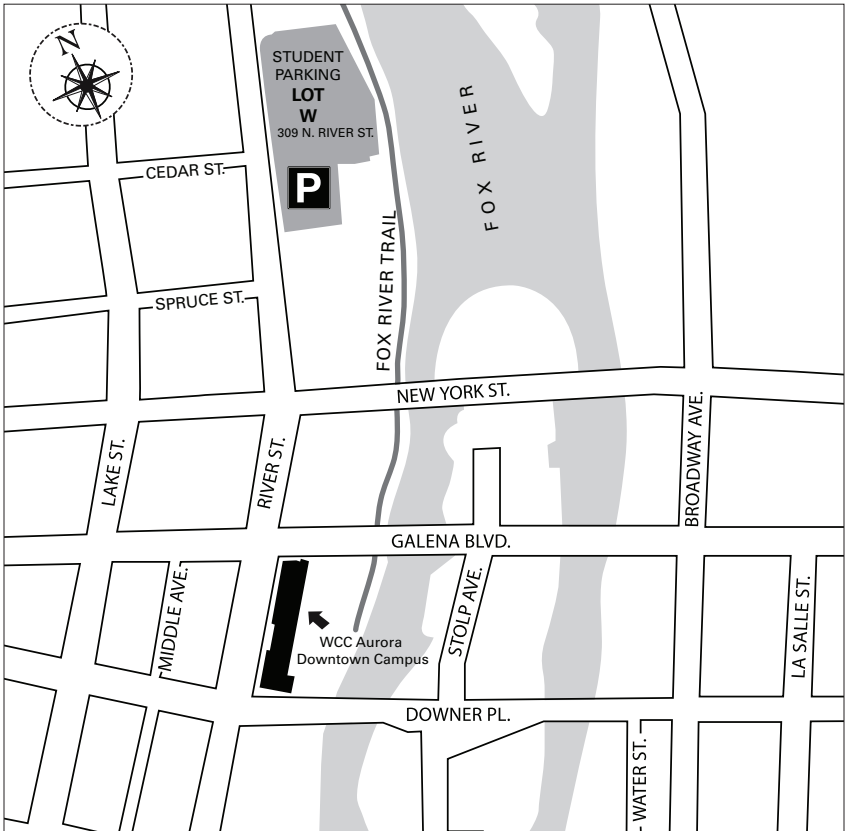 N
STUDENT
PARKING
LOT
W
309 N. RIVER ST.
P
FOX RIVER
CEDAR ST.
FOX RIVER TRAIL
SPRUCE ST.
NEW YORK ST.
LAKE ST.
RIVER ST.
BROADWAY AVE.
GALENA BLVD.
MIDDLE AVE.
STOLP AVE.
LA SALLE ST.
WCC Aurora
Downtown Campus
DOWNER PL.
WATER ST.